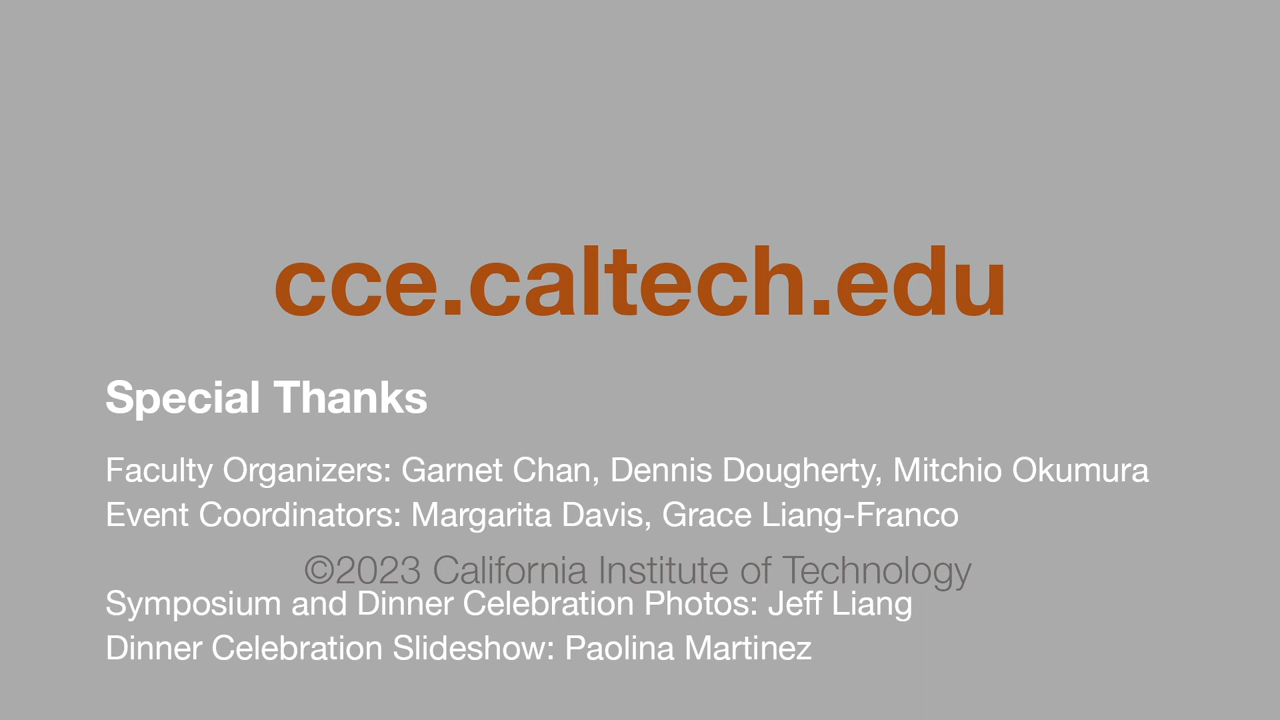 cce.caltech.edu
Special Thanks
Faculty Organizers: Garnet Chan, Dennis Dougherty, Mitchio Okumura
Event Coordinators: Margarita Davis, Grace Liang-Franco
©2023 California Institute of Technology
Symposium and Dinner Celebration Photos: Jeff Liang
Dinner Celebration Slideshow: Paolina Martinez